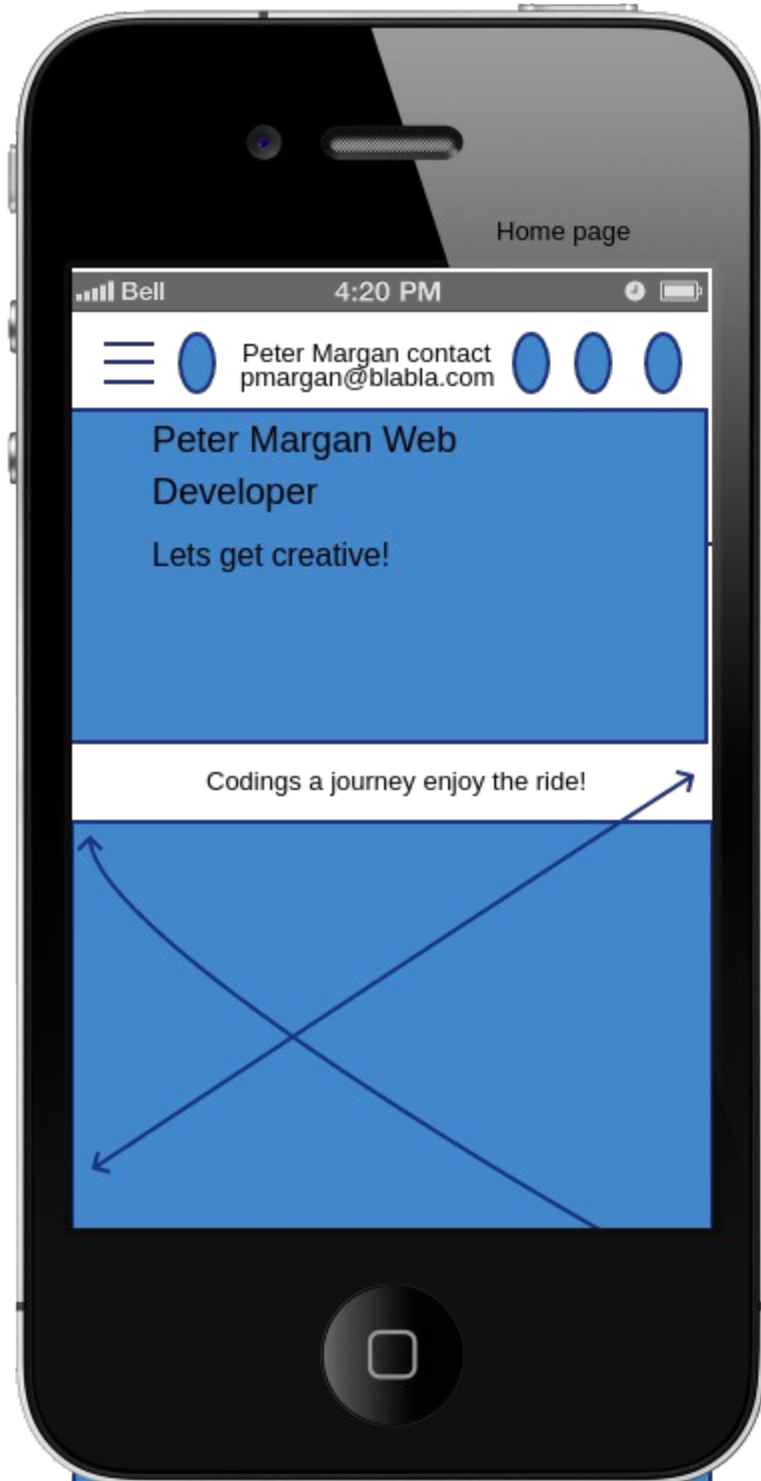 Home page
Bell 4:20 PM
Peter Margan contact
pmargan@blabla.com
Peter Margan Web
Developer
Lets get creative!
Codings a journey enjoy the ride!